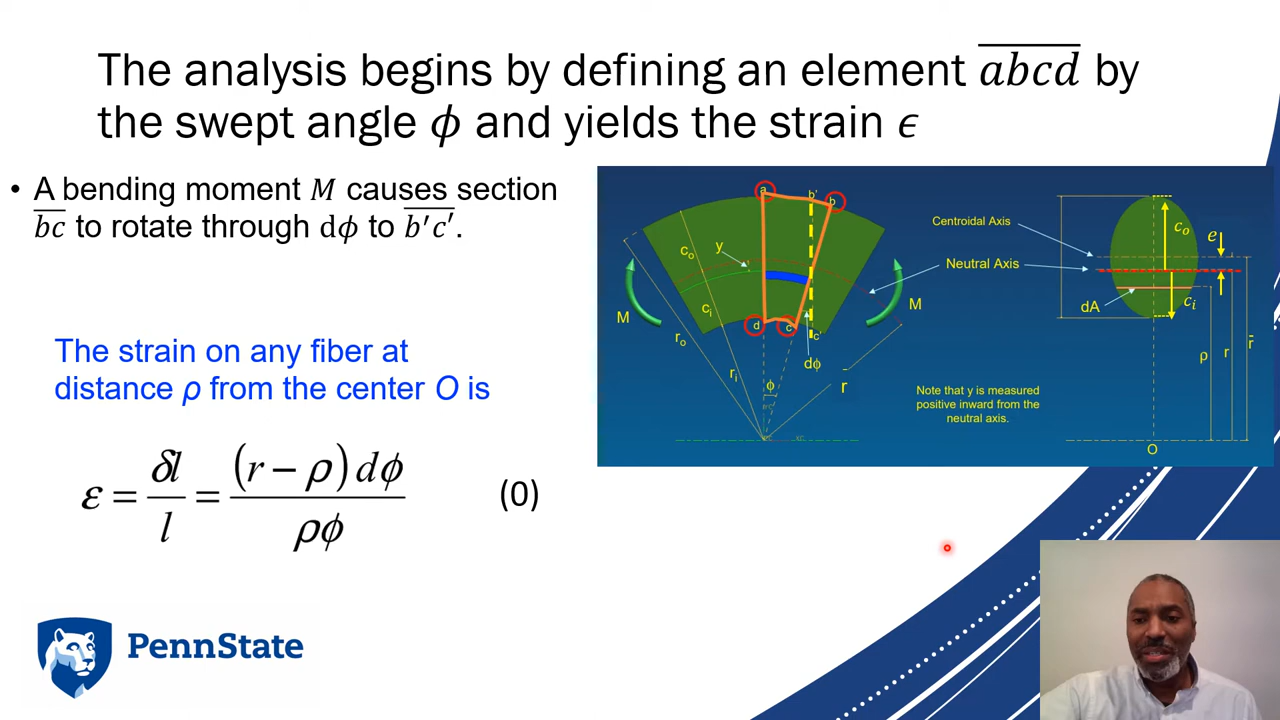 The analysis begins by defining an element abcd by
the swept angle ϕ and yields the strain ϵ
• A bending moment M causes section
bc to rotate through dϕ to b′c′.
The strain on any fiber at
distance ρ from the center O is
ε = δl / l = (r − ρ) dϕ / ρϕ (0)
a
b'
b
c_o
y
c_i
M
M
d
c
c'
r_o
r_i
dϕ
ϕ
r̄
Centroidal Axis
Neutral Axis
dA
c_o
e
c_i
ρ
r
r̄
Note that y is measured
positive inward from the
neutral axis.
O
PennState